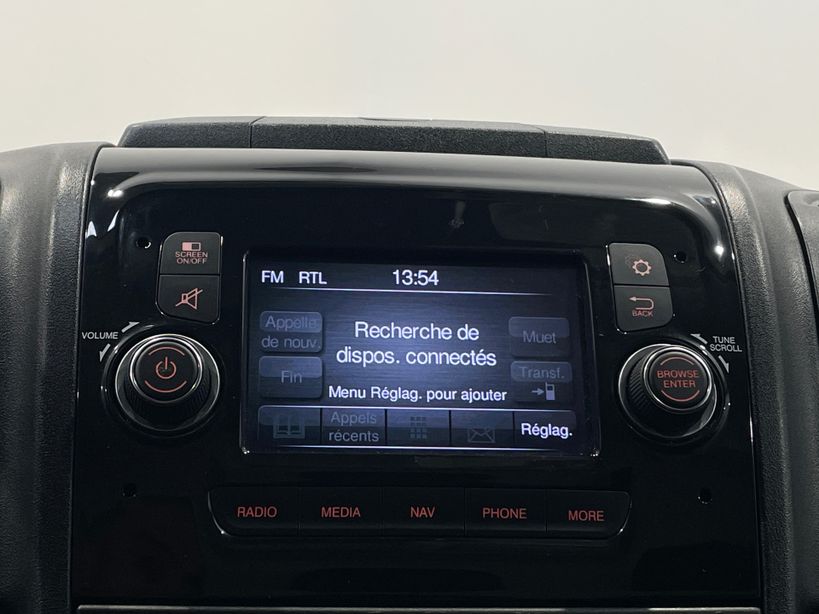 SCREEN
ON/OFF
VOLUME
FM RTL 13:54
Appelle
de nouv.
Recherche de
dispos. connectés
Muet
Fin
Transf.
Menu Réglag. pour ajouter
Appels
récents
Réglag.
BACK
TUNE
SCROLL
BROWSE
ENTER
RADIO MEDIA NAV PHONE MORE